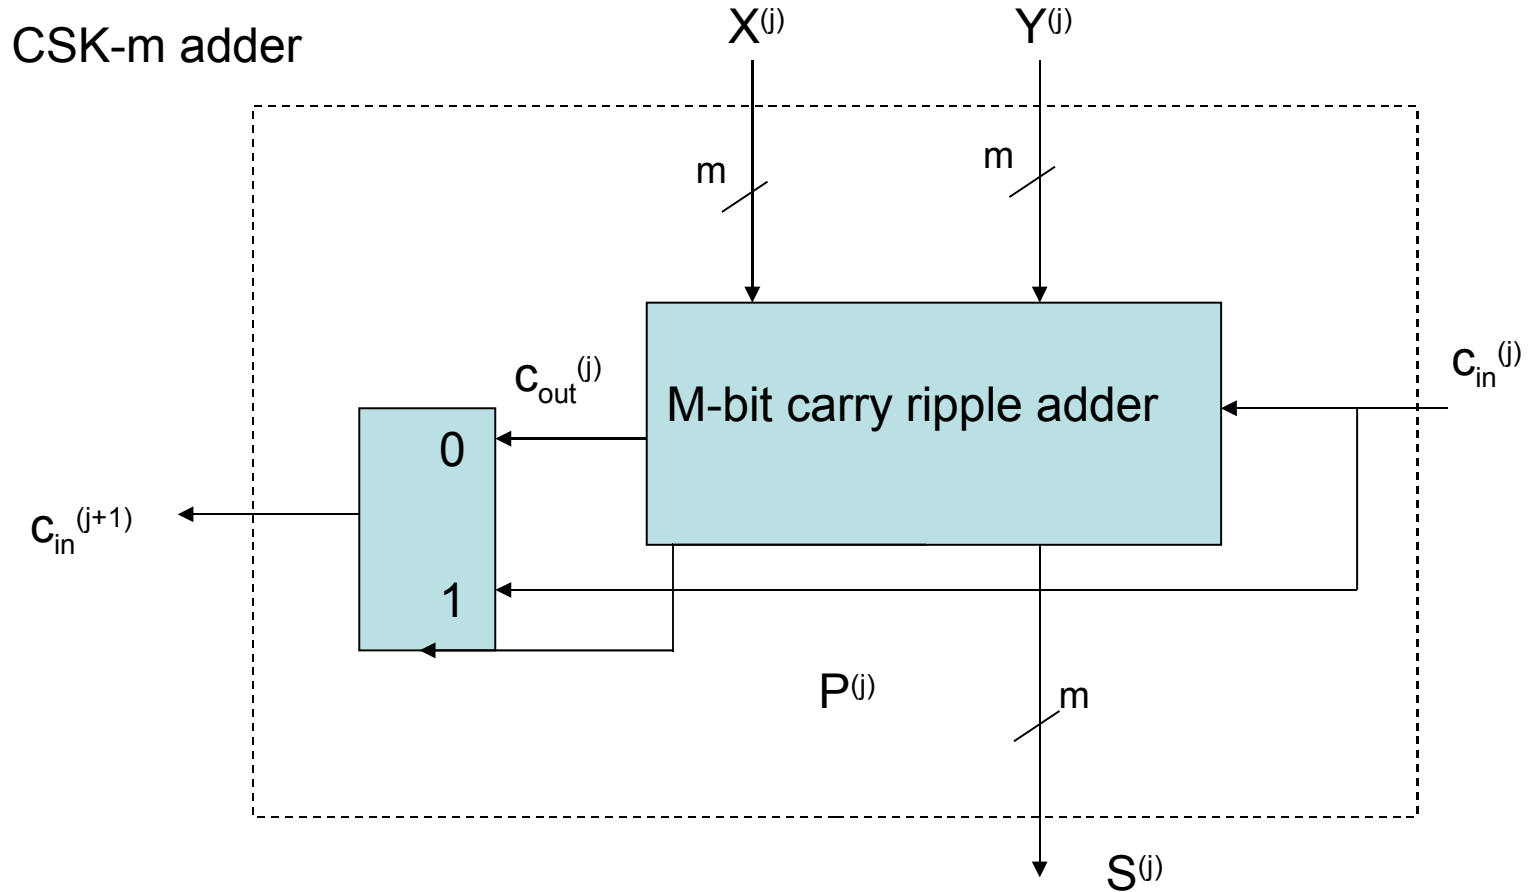 CSK-m adder
X(j)
Y(j)
m
m
cin(j)
cout(j)
M-bit carry ripple adder
0
cin(j+1)
1
P(j)
m
S(j)